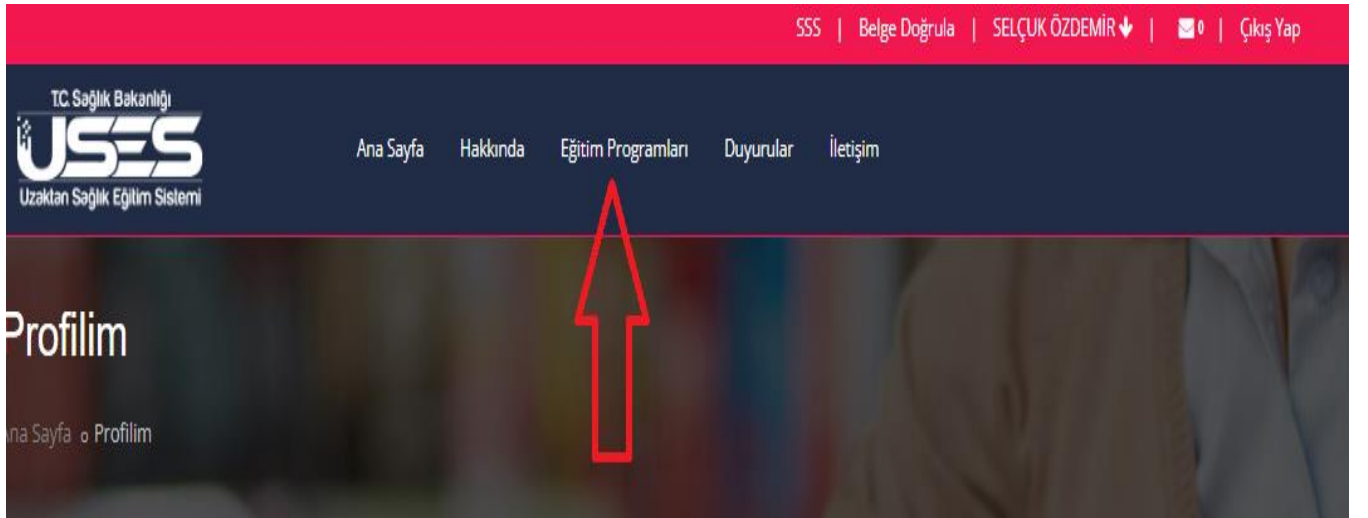 SSS | Belge Doğrula | SELÇUK ÖZDEMİR | 0 | Çıkış Yap
T.C. Sağlık Bakanlığı
USES
Uzaktan Sağlık Eğitim Sistemi
Ana Sayfa Hakkında Eğitim Programları Duyurular İletişim
Profilim
Ana Sayfa o Profilim